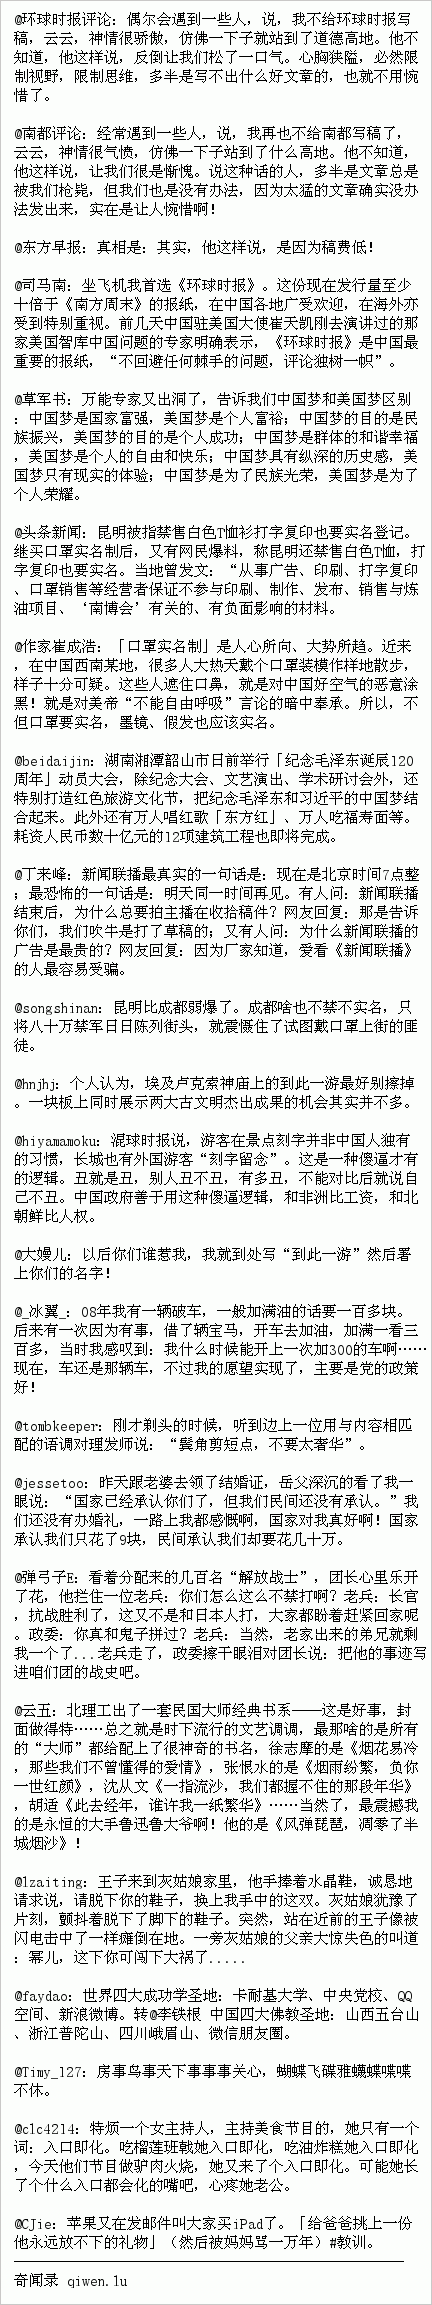 @环球时报评论: 偶尔会遇到一些人，说，我不给环球时报写
稿，云云，神情很骄傲，仿佛一下子就站到了道德高地。他不
知道，他这样说，反倒让我们松了一口气。心胸狭隘，必然限
制视野，限制思维，多半是写不出什么好文章的，也就不用惋
惜了。
@南都评论: 经常遇到一些人，说，我再也不给南都写稿了，
云云，神情很气愤，仿佛一下子站到了什么高地。他不知道，
他这样说，让我们很是惭愧。说这种话的人，多半是文章总是
被我们枪毙，但我们也是没有办法，因为太猛的文章确实没办
法发出来，实在是让人惋惜啊!
@东方早报: 真相是: 其实，他这样说，是因为稿费低!
@司马南: 坐飞机我首选《环球时报》。这份现在发行量至少
十倍于《南方周末》的报纸，在中国各地广受欢迎，在海外亦
受到特别重视。前几天中国驻美国大使崔天凯刚去演讲过的那
家美国智库中国问题的专家明确表示，《环球时报》是中国最
重要的报纸，“不回避任何棘手的问题，评论独树一帜”。
@草军书: 万能专家又出洞了，告诉我们中国梦和美国梦区别
: 中国梦是国家富强，美国梦是个人富裕; 中国梦的目的是民
族振兴，美国梦的目的是个人成功; 中国梦是群体的和谐幸福
，美国梦是个人的自由和快乐; 中国梦具有纵深的历史感，美
国梦只有现实的体验; 中国梦是为了民族光荣，美国梦是为了
个人荣耀。
@头条新闻: 昆明被指禁售白色T恤衫打字复印也要实名登记。
继买口罩实名制后，又有网民爆料，称昆明还禁售白色T恤，打
字复印也要实名。当地曾发文: “从事广告、印刷、打字复印
、口罩销售等经营者保证不参与印刷、制作、发布、销售与炼
油项目、‘南博会’有关的、有负面影响的材料。
@作家崔成浩: 「口罩实名制」是人心所向、大势所趋。近来
，在中国西南某地，很多人大热天戴个口罩装模作样地散步，
样子十分可疑。这些人遮住口鼻，就是对中国好空气的恶意涂
黑! 就是对美帝“不能自由呼吸”言论的暗中奉承。所以，不
但口罩要实名，墨镜、假发也应该实名。
@beidaijin: 湖南湘潭韶山市日前举行「纪念毛泽东诞辰120
周年」动员大会，除纪念大会、文艺演出、学术研讨会外，还
特别打造红色旅游文化节，把纪念毛泽东和习近平的中国梦结
合起来。此外还有万人唱红歌「东方红」、万人吃福寿面等。
耗资人民币数十亿元的12项建筑工程也即将完成。
@丁来峰: 新闻联播最真实的一句话是: 现在是北京时间7点整
; 最恐怖的一句话是: 明天同一时间再见。有人问: 新闻联播
结束后，为什么总要拍主播在收拾稿件? 网友回复: 那是告诉
你们，我们吹牛是打了草稿的; 又有人问: 为什么新闻联播的
广告是最贵的? 网友回复: 因为厂家知道，爱看《新闻联播》
的人最容易受骗。
@songshinan: 昆明比成都弱爆了。成都啥也不禁不实名，只
将八十万禁军日日陈列街头，就震慑住了试图戴口罩上街的匪
徒。
@hnjhj: 个人认为，埃及卢克索神庙上的到此一游最好别擦掉
。一块板上同时展示两大古文明杰出成果的机会其实并不多。
@hiyamamoku: 混球时报说，游客在景点刻字并非中国人独有
的习惯，长城也有外国游客“刻字留念”。这是一种傻逼才有
的逻辑。丑就是丑，别人丑不丑，有多丑，不能对比后就说自
己不丑。中国政府善于用这种傻逼逻辑，和非洲比工资，和北
朝鲜比人权。
@大嫚儿: 以后你们谁惹我，我就到处写“到此一游”然后署
上你们的名字!
@_冰翼_: 08年我有一辆破车，一般加满油的话要一百多块。
后来有一次因为有事，借了辆宝马，开车去加油，加满一看三
百多，当时我感叹到: 我什么时候能开上一次加300的车啊……
现在，车还是那辆车，不过我的愿望实现了，主要是党的政策
好!
@tombkeeper: 刚才剃头的时候，听到边上一位用与内容相匹
配的语调对理发师说: “鬓角剪短点，不要太奢华”。
@jessetoo: 昨天跟老婆去领了结婚证，岳父深沉的看了我一
眼说: “国家已经承认你们了，但我们民间还没有承认。”我
们还没有办婚礼，一路上我都感慨啊，国家对我真好啊! 国家
承认我们只花了9块，民间承认我们却要花几十万。
@弹弓子E: 看着分配来的几百名“解放战士”，团长心里乐开
了花，他拦住一位老兵: 你们怎么这么不禁打啊? 老兵: 长官
，抗战胜利了，这又不是和日本人打，大家都盼着赶紧回家呢
。政委: 你真和鬼子拼过? 老兵: 当然，老家出来的弟兄就剩
我一个了...老兵走了，政委擦干眼泪对团长说: 把他的事迹写
进咱们团的战史吧。
@云五: 北理工出了一套民国大师经典书系——这是好事，封
面做得特……总之就是时下流行的文艺调调，最那啥的是所有
的“大师”都给配上了很神奇的书名，徐志摩的是《烟花易冷
，那些我们不曾懂得的爱情》，张恨水的是《烟雨纷繁，负你
一世红颜》，沈从文《一指流沙，我们都握不住的那段年华》
，胡适《此去经年，谁许我一纸繁华》……当然了，最震撼我
的是永恒的大手鲁迅鲁大爷啊! 他的是《风弹琵琶，凋零了半
城烟沙》!
@lzaiting: 王子来到灰姑娘家里，他手捧着水晶鞋，诚恳地
请求说，请脱下你的鞋子，换上我手中的这双。灰姑娘犹豫了
片刻，颤抖着脱下了脚下的鞋子。突然，站在近前的王子像被
闪电击中了一样瘫倒在地。一旁灰姑娘的父亲大惊失色的叫道
: 幂儿，这下你可闯下大祸了.....
@faydao: 世界四大成功学圣地: 卡耐基大学、中央党校、QQ
空间、新浪微博。转@李铁根 中国四大佛教圣地: 山西五台山
、浙江普陀山、四川峨眉山、微信朋友圈。
@Timy_127: 房事鸟事天下事事事关心，蝴蝶飞碟雅蠛蝶喋喋
不休。
@clc4214: 特烦一个女主持人，主持美食节目的，她只有一个
词: 入口即化。吃榴莲班戟她入口即化，吃油炸糕她入口即化
，今天他们节目做驴肉火烧，她又来了个入口即化。可能她长
了个什么入口都会化的嘴吧，心疼她老公。
@CJie: 苹果又在发邮件叫大家买iPad了。「给爸爸挑上一份
他永远放不下的礼物」（然后被妈妈骂一万年）#教训。
奇闻录 qiwen.lu